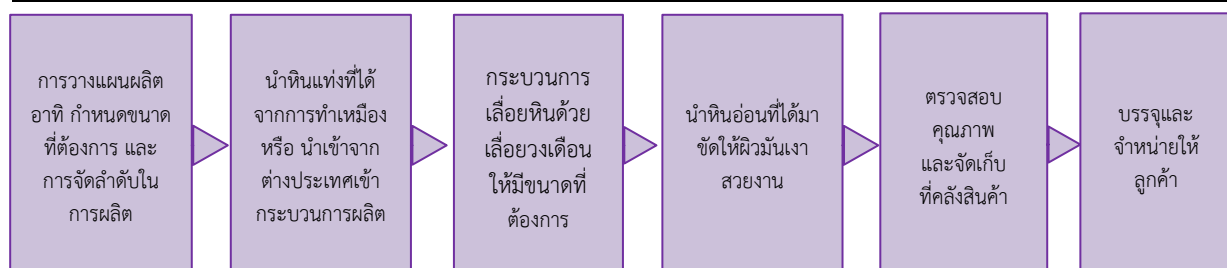 การวางแผนผลิต
อาทิ กำหนดขนาด
ที่ต้องการ และ
การจัดลำดับใน
การผลิต
นำหินแท่งที่ได้
จากการทำเหมือง
หรือ นำเข้าจาก
ต่างประเทศเข้า
กระบวนการผลิต
กระบวนการ
เลื่อยหินด้วย
เลื่อยวงเดือน
ให้มีขนาดที่
ต้องการ
นำหินอ่อนที่ได้มา
ขัดให้ผิวมันเงา
สวยงาน
ตรวจสอบ
คุณภาพ
และจัดเก็บ
ที่คลังสินค้า
บรรจุและ
จำหน่ายให้
ลูกค้า